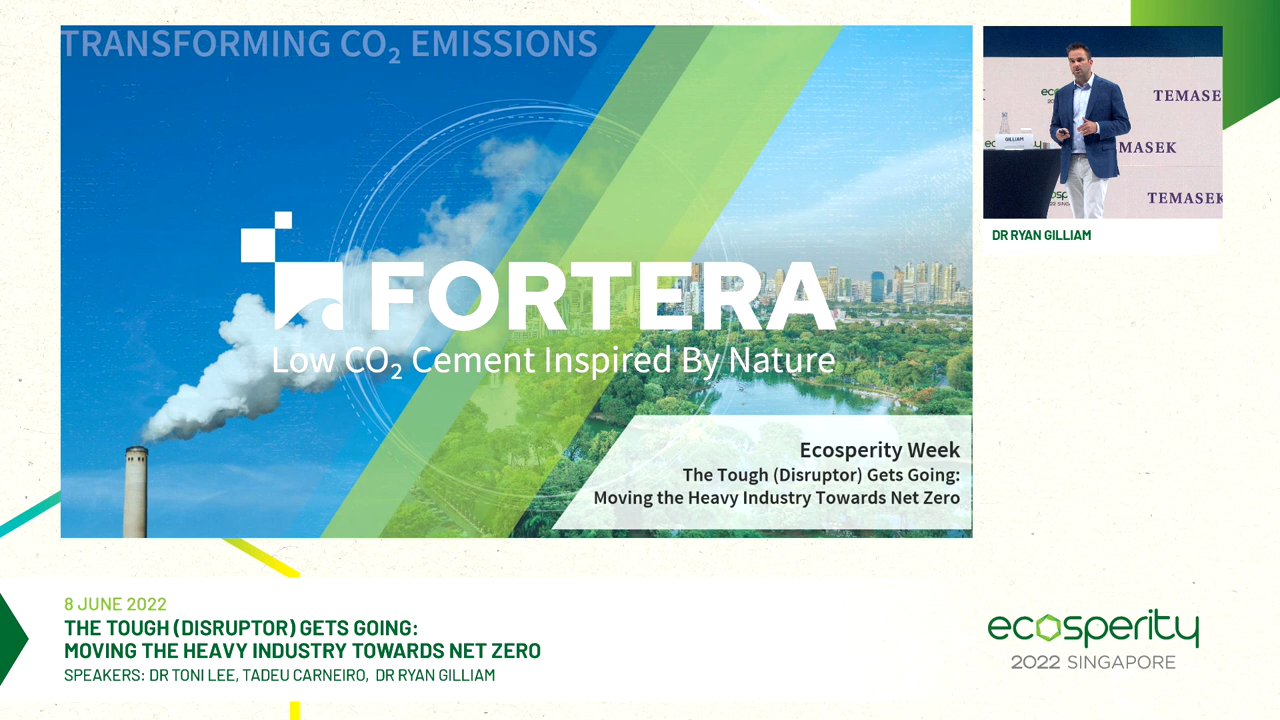 TRANSFORMING CO2 EMISSIONS
FORTERA
Low CO2 Cement Inspired By Nature
Ecosperity Week
The Tough (Disruptor) Gets Going:
Moving the Heavy Industry Towards Net Zero
TEMASE
GILLIAM
MASEK
TEMASEK
DR RYAN GILLIAM
8 JUNE 2022
THE TOUGH (DISRUPTOR) GETS GOING:
MOVING THE HEAVY INDUSTRY TOWARDS NET ZERO
SPEAKERS: DR TONI LEE, TADEU CARNEIRO, DR RYAN GILLIAM
ecosperity
2022 SINGAPORE